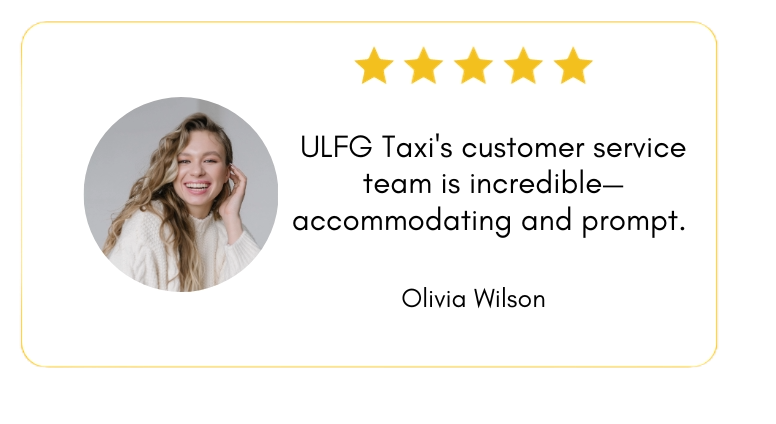 ULFG Taxi's customer service
team is incredible—
accommodating and prompt.
Olivia Wilson